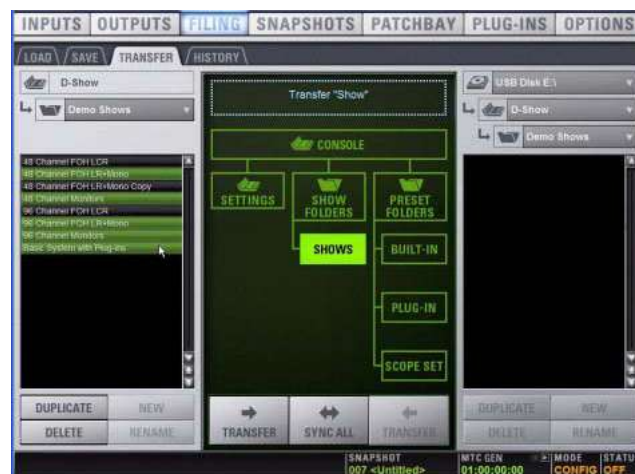 INPUTS OUTPUTS FILING SNAPSHOTS PATCHBAY PLUG-INS OPTIONS
LOAD SAVE TRANSFER HISTORY
D-Show
Demo Shows
48 Channel FOH LCR
48 Channel FOH LR+Mono
48 Channel FOH LR+Mono Copy
48 Channel Monitors
96 Channel FOH LCR
96 Channel FOH LR+Mono
96 Channel Monitors
Basic System with Plug-ins
DUPLICATE NEW
DELETE RENAME
Transfer "Show"
CONSOLE
SETTINGS SHOW FOLDERS PRESET FOLDERS
SHOWS BUILT-IN
PLUG-IN
SCOPE SET
TRANSFER SYNC ALL TRANSFER
USB Disk E:\
D-Show
Demo Shows
DUPLICATE NEW
DELETE RENAME
SNAPSHOT MTC GEN MODE STATU
007 <Untitled> 01:00:00:00 CONFIG OFF